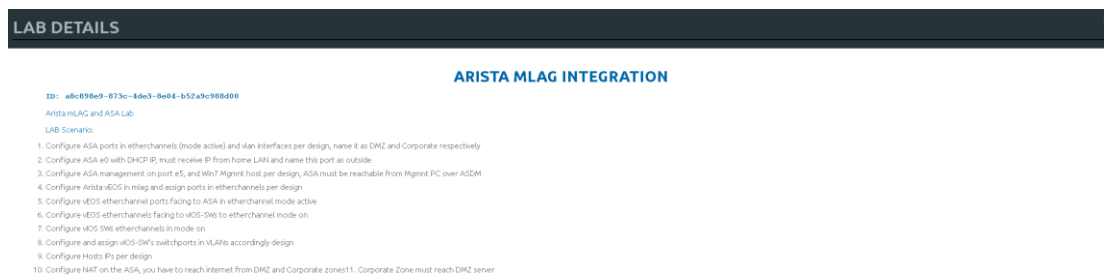 LAB DETAILS
ARISTA MLAG INTEGRATION
ID: a8c898e9-873c-4de3-8e04-b52a9c988d00
Arista mLAG and ASA Lab
LAB Scenario:
1. Configure ASA ports in etherchannels (mode active) and vlan interfaces per design, name it as DMZ and Corporate respectively
2. Configure ASA e0 with DHCP IP, must receive IP from home LAN and name this port as outside
3. Configure ASA management on port e5, and Win7 Mgmnt host per design, ASA must be reachable from Mgmnt PC over ASDM
4. Configure Arista vEOS in mlag and assign ports in etherchannels per design
5. Configure vEOS etherchannel ports facing to ASA in etherchannel mode active
6. Configure vEOS etherchannels facing to vIOS-SWs to etherchannel mode on
7. Configure vIOS SWs etherchannels in mode on
8. Configure and assign vIOS-SW's switchports in VLANs accordingly design
9. Configure Hosts IPs per design
10. Configure NAT on the ASA, you have to reach internet from DMZ and Corporate zones11. Corporate Zone must reach DMZ server